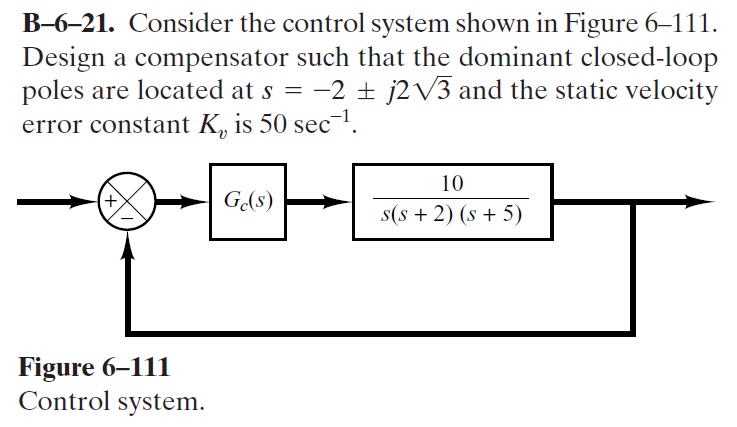 B–6–21. Consider the control system shown in Figure 6–111.
Design a compensator such that the dominant closed-loop
poles are located at s = −2 ± j2√3 and the static velocity
error constant Kᵥ is 50 sec⁻¹.
+
−
G_c(s)
10
s(s + 2) (s + 5)
Figure 6–111
Control system.